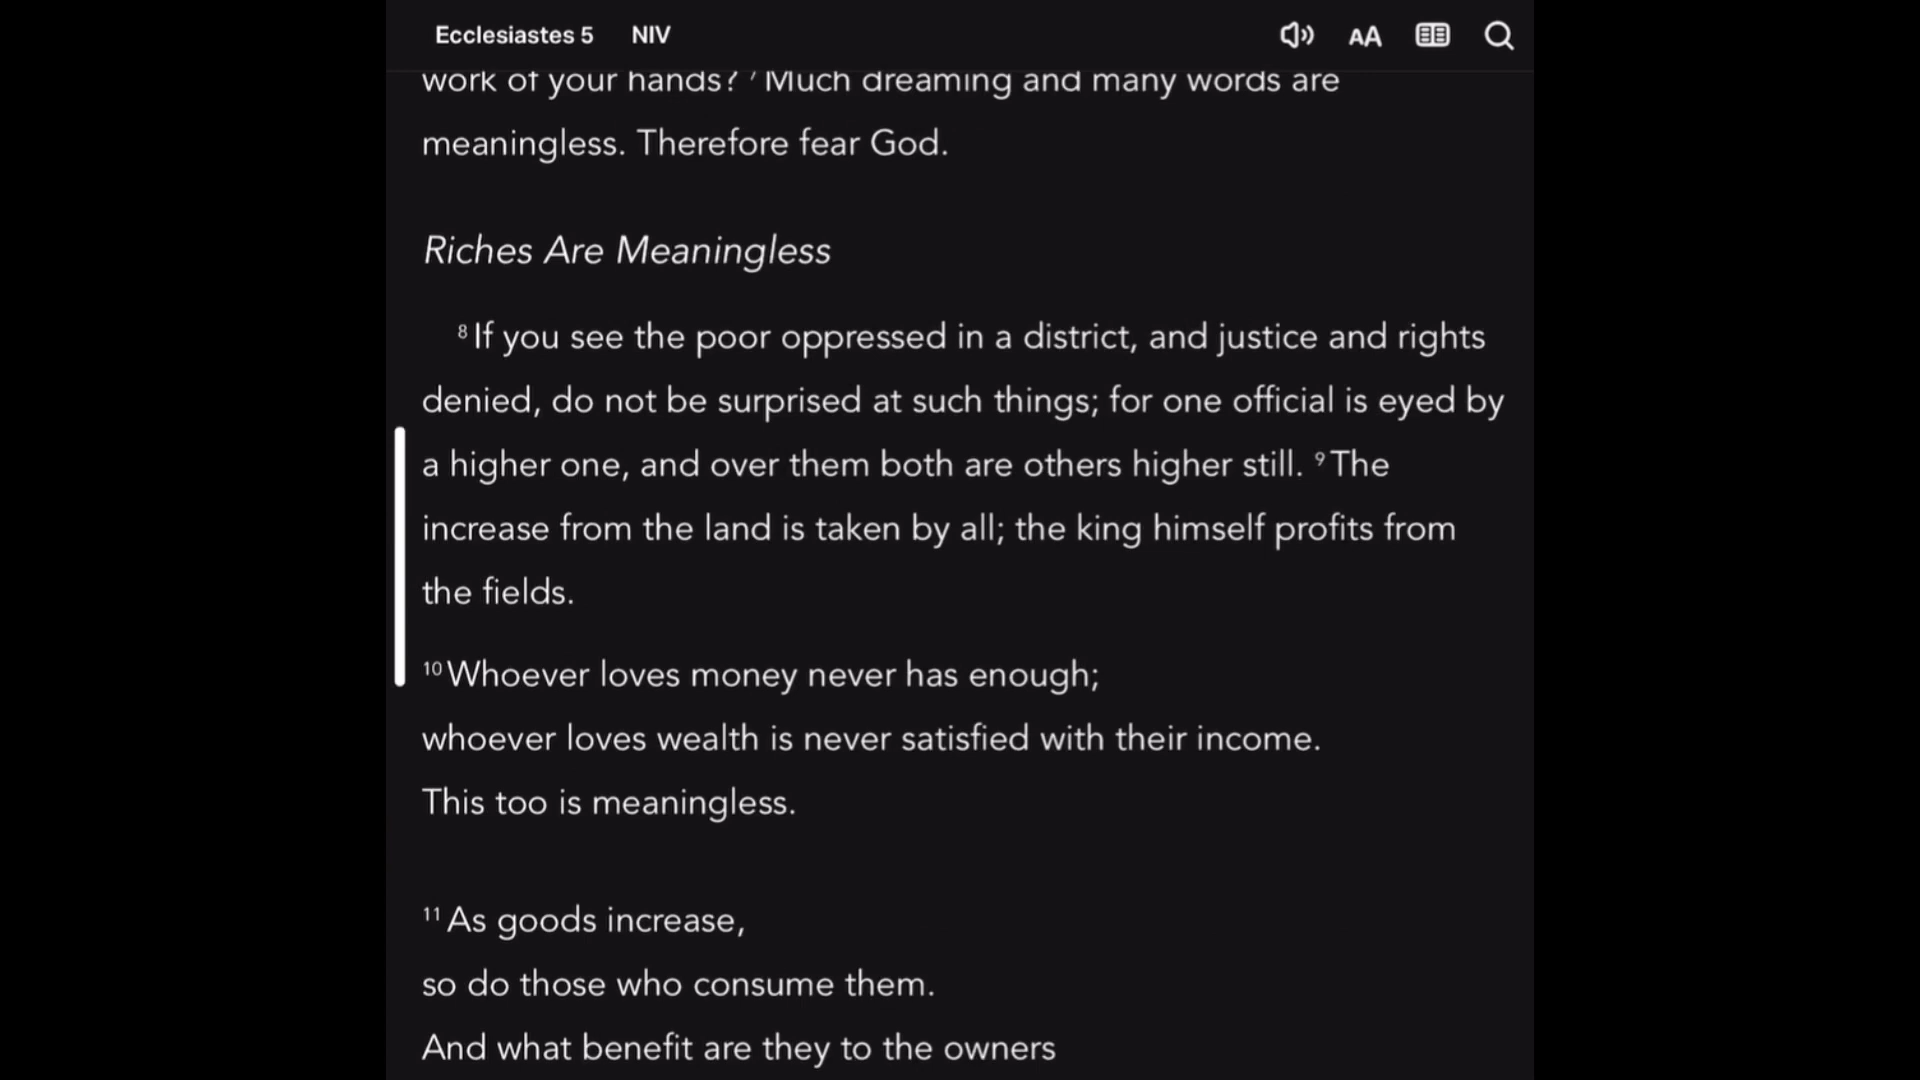 Ecclesiastes 5 NIV
AA
work of your hands? 7 Much dreaming and many words are
meaningless. Therefore fear God.
Riches Are Meaningless
8 If you see the poor oppressed in a district, and justice and rights
denied, do not be surprised at such things; for one official is eyed by
a higher one, and over them both are others higher still. 9 The
increase from the land is taken by all; the king himself profits from
the fields.
10 Whoever loves money never has enough;
whoever loves wealth is never satisfied with their income.
This too is meaningless.
11 As goods increase,
so do those who consume them.
And what benefit are they to the owners